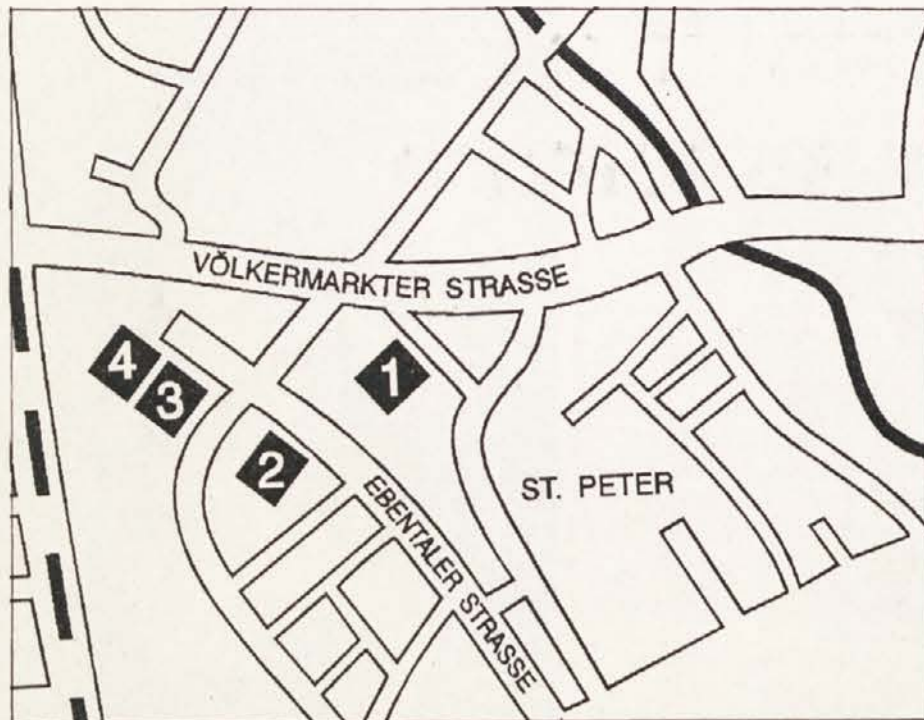 VÖLKERMARKTER STRASSE
1
4
3
2
EBENTALER STRASSE
ST. PETER